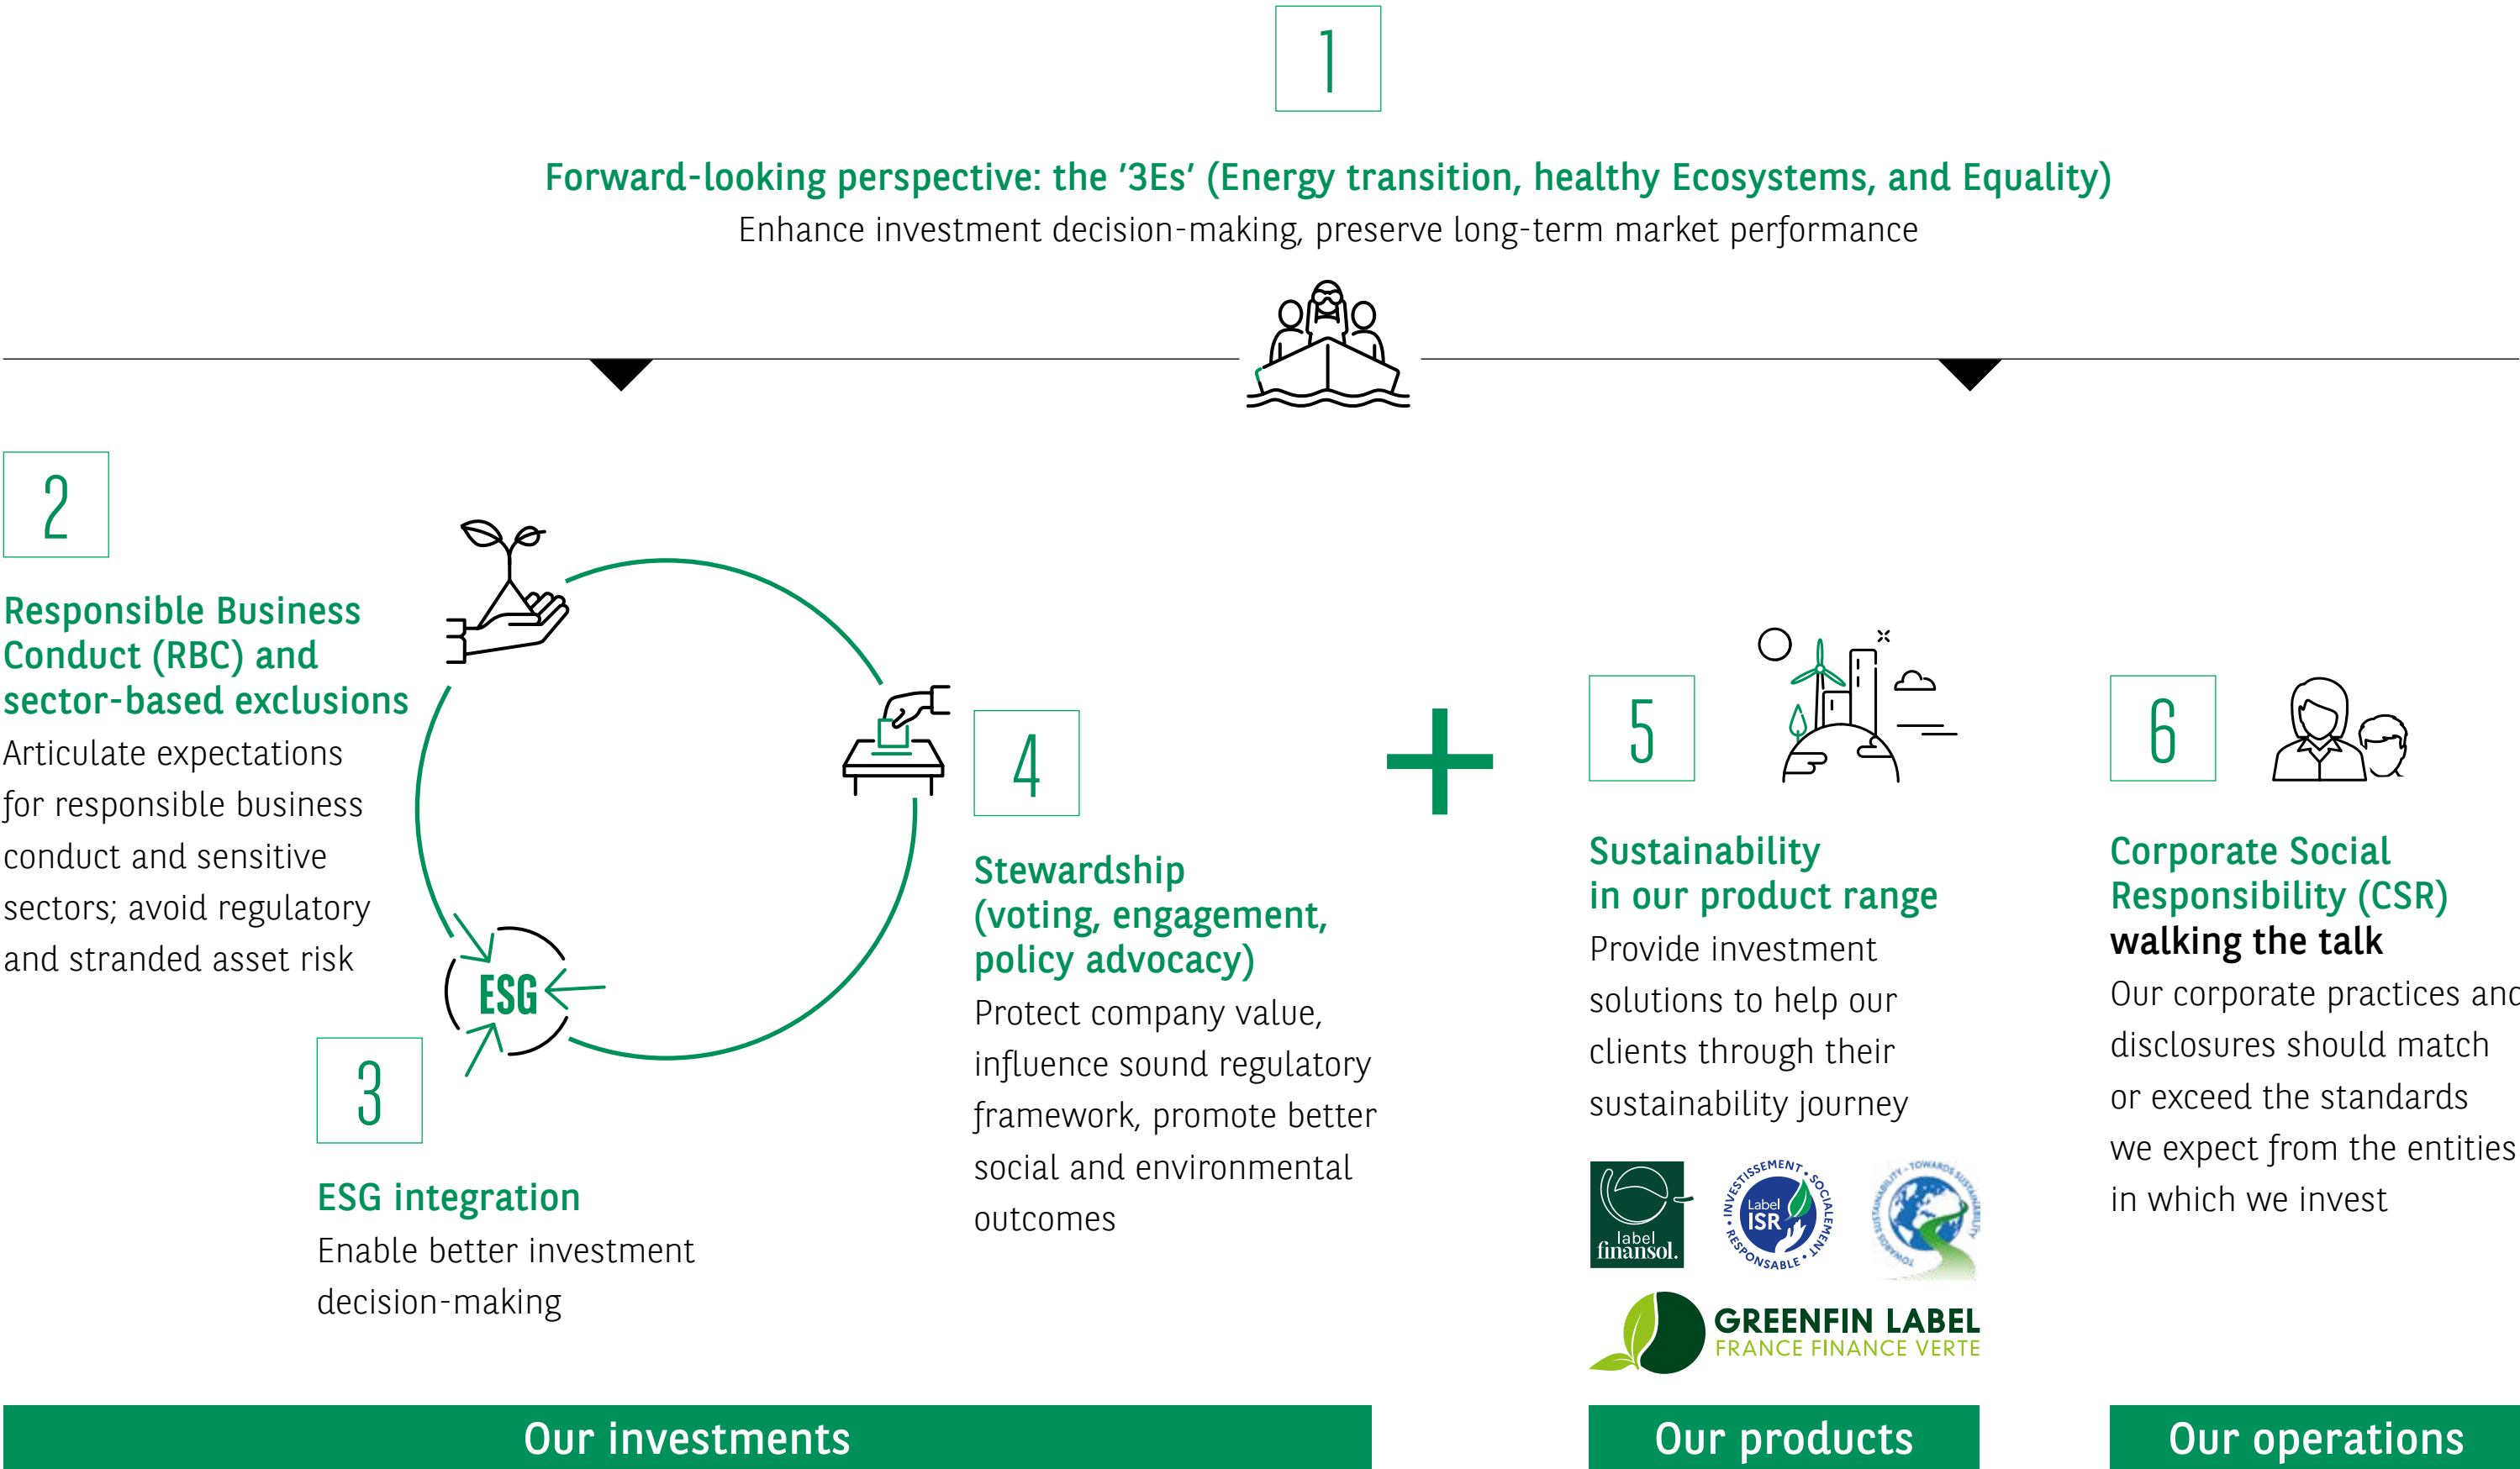 1
Forward-looking perspective: the '3Es' (Energy transition, healthy Ecosystems, and Equality)
Enhance investment decision-making, preserve long-term market performance
2
Responsible Business
Conduct (RBC) and
sector-based exclusions
Articulate expectations
for responsible business
conduct and sensitive
sectors; avoid regulatory
and stranded asset risk
ESG
3
ESG integration
Enable better investment
decision-making
4
Stewardship
(voting, engagement,
policy advocacy)
Protect company value,
influence sound regulatory
framework, promote better
social and environmental
outcomes
5
Sustainability
in our product range
Provide investment
solutions to help our
clients through their
sustainability journey
label
finansol.
• INVESTISSEMENT • SOCIALEMENT • RESPONSABLE
Label
ISR
TOWARDS SUSTAINABILITY - TOWARDS SUSTAINABILITY
GREENFIN LABEL
FRANCE FINANCE VERTE
6
Corporate Social
Responsibility (CSR)
walking the talk
Our corporate practices and
disclosures should match
or exceed the standards
we expect from the entities
in which we invest
Our investments
Our products
Our operations